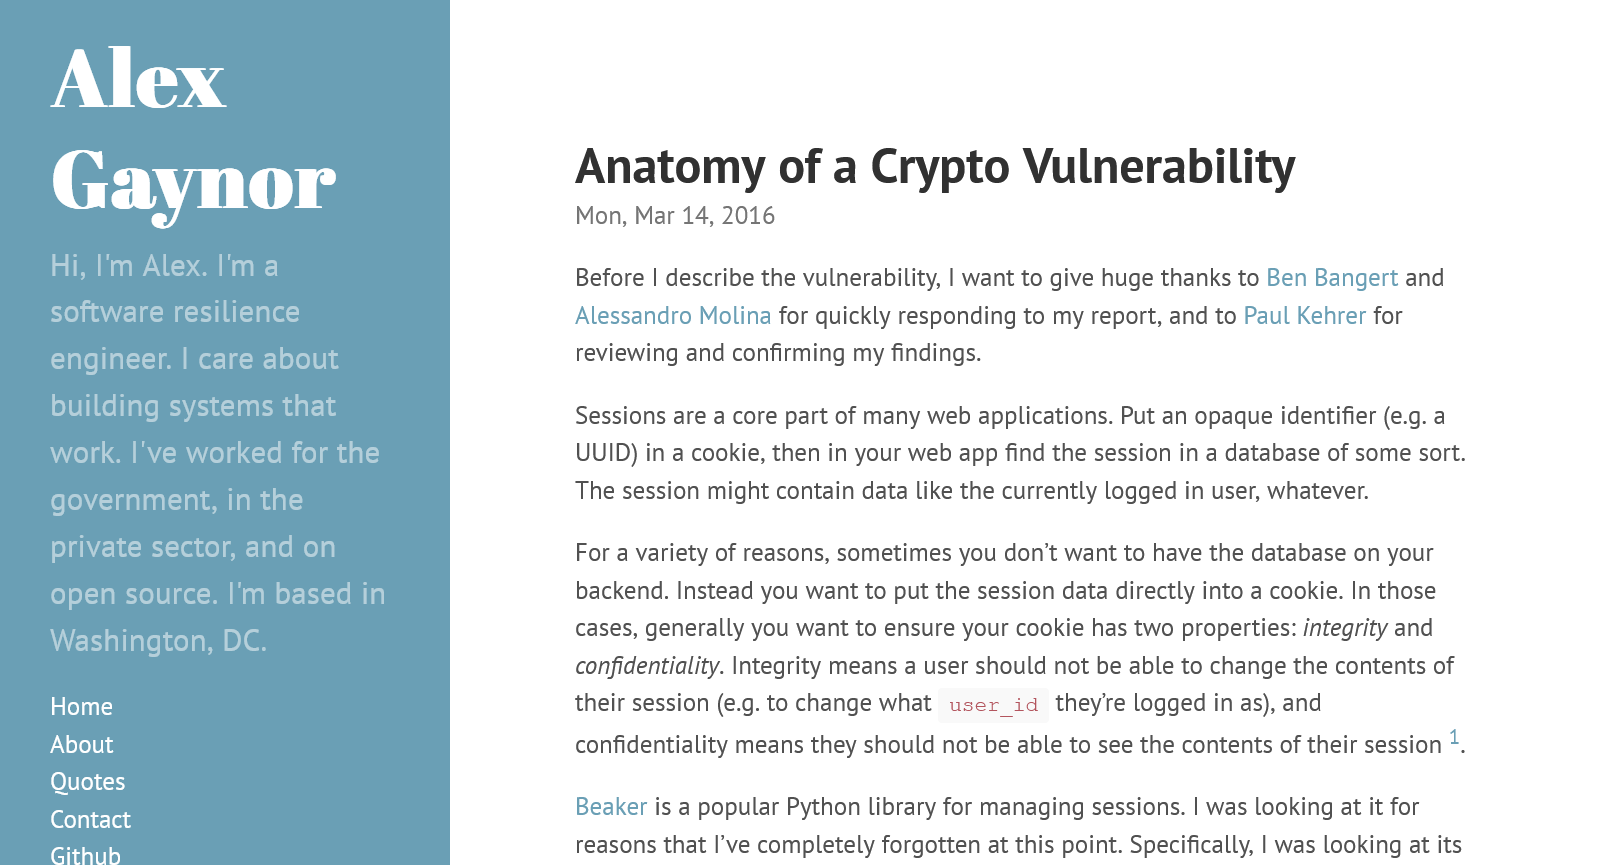 Alex
Gaynor
Hi, I'm Alex. I'm a
software resilience
engineer. I care about
building systems that
work. I've worked for the
government, in the
private sector, and on
open source. I'm based in
Washington, DC.
Home
About
Quotes
Contact
Github
Anatomy of a Crypto Vulnerability
Mon, Mar 14, 2016
Before I describe the vulnerability, I want to give huge thanks to Ben Bangert and
Alessandro Molina for quickly responding to my report, and to Paul Kehrer for
reviewing and confirming my findings.
Sessions are a core part of many web applications. Put an opaque identifier (e.g. a
UUID) in a cookie, then in your web app find the session in a database of some sort.
The session might contain data like the currently logged in user, whatever.
For a variety of reasons, sometimes you don’t want to have the database on your
backend. Instead you want to put the session data directly into a cookie. In those
cases, generally you want to ensure your cookie has two properties: integrity and
confidentiality. Integrity means a user should not be able to change the contents of
their session (e.g. to change what user_id they’re logged in as), and
confidentiality means they should not be able to see the contents of their session 1.
Beaker is a popular Python library for managing sessions. I was looking at it for
reasons that I’ve completely forgotten at this point. Specifically, I was looking at its